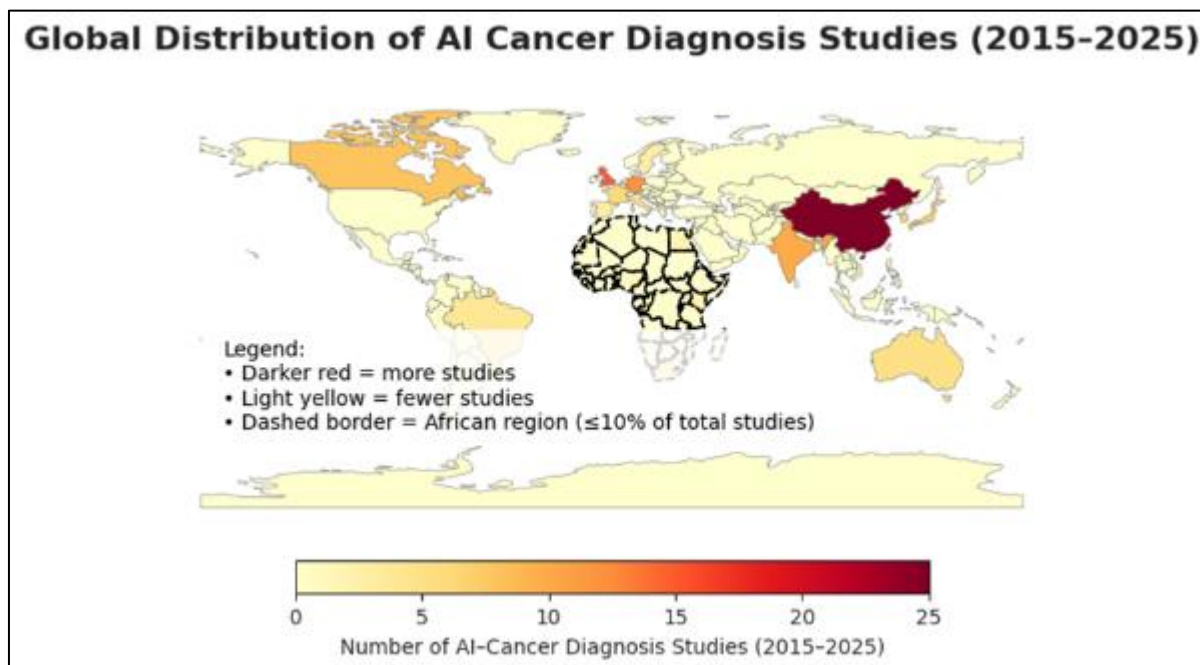 Global Distribution of AI Cancer Diagnosis Studies (2015–2025)
Legend:
• Darker red = more studies
• Light yellow = fewer studies
• Dashed border = African region (≤10% of total studies)
0 5 10 15 20 25
Number of AI–Cancer Diagnosis Studies (2015–2025)